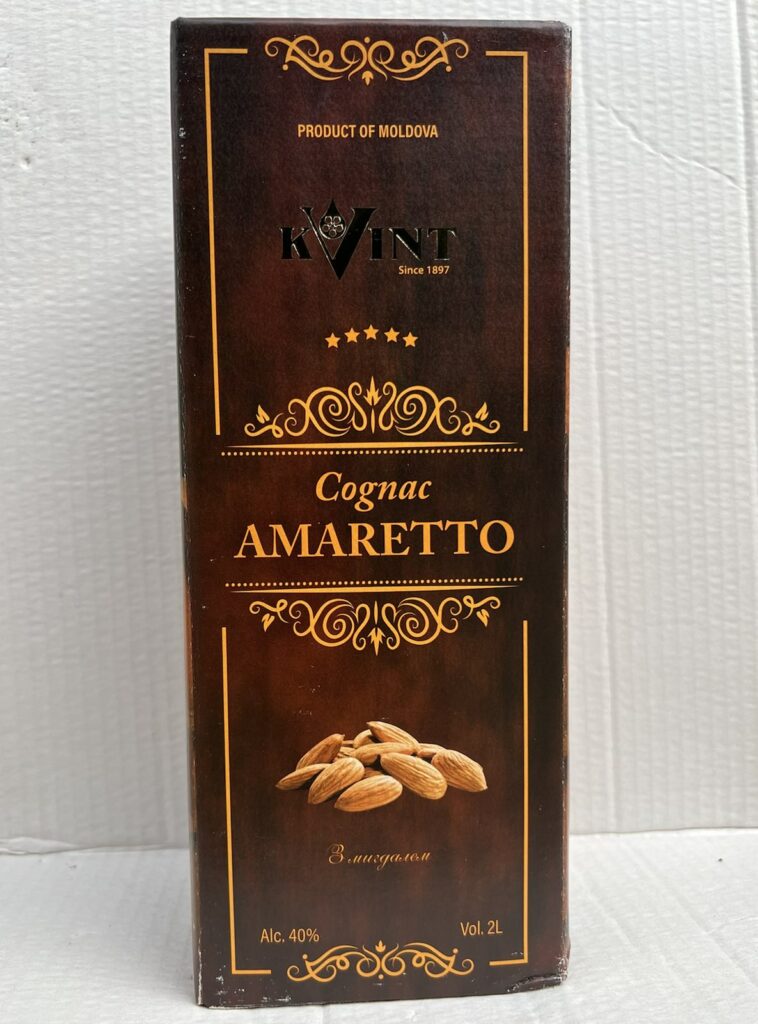 PRODUCT OF MOLDOVA
KVINT
Since 1897
Cognac
AMARETTO
З мигдалем
Alc. 40%
Vol. 2L